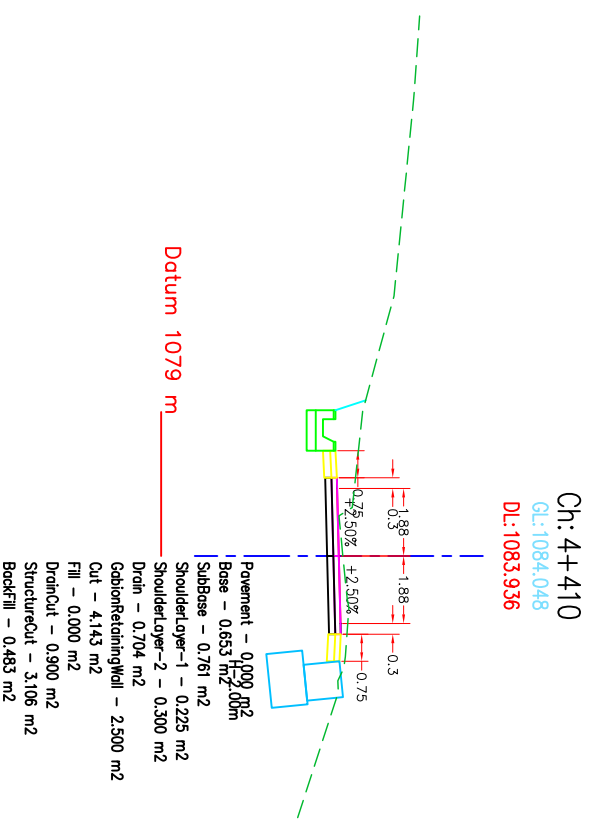 Ch: 4+410
GL:1084.048
DL:1083.936
1.88
1.88
0.3
0.3
0.75
0.75
+2.50%
+2.50%
Datum 1079 m
H=2.00m
Pavement - 0.000 m2
Base - 0.653 m2
SubBase - 0.761 m2
ShoulderLayer-1 - 0.225 m2
ShoulderLayer-2 - 0.300 m2
Drain - 0.704 m2
GabionRetainingWall - 2.500 m2
Cut - 4.143 m2
Fill - 0.000 m2
DrainCut - 0.900 m2
StructureCut - 3.106 m2
BackFill - 0.483 m2